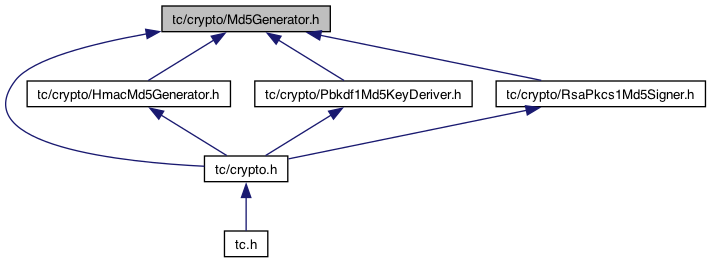 tc/crypto/Md5Generator.h
tc/crypto/HmacMd5Generator.h
tc/crypto/Pbkdf1Md5KeyDeriver.h
tc/crypto/RsaPkcs1Md5Signer.h
tc/crypto.h
tc.h